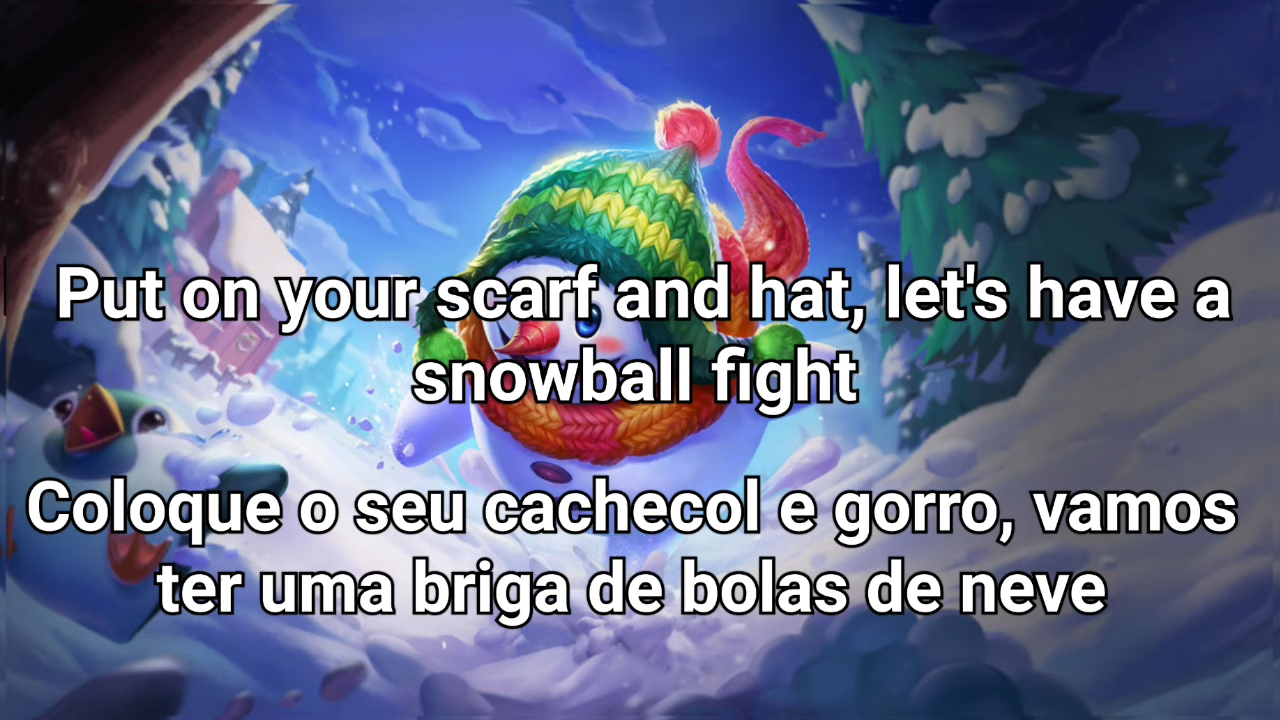 Put on your scarf and hat, let's have a
snowball fight
Coloque o seu cachecol e gorro, vamos
ter uma briga de bolas de neve